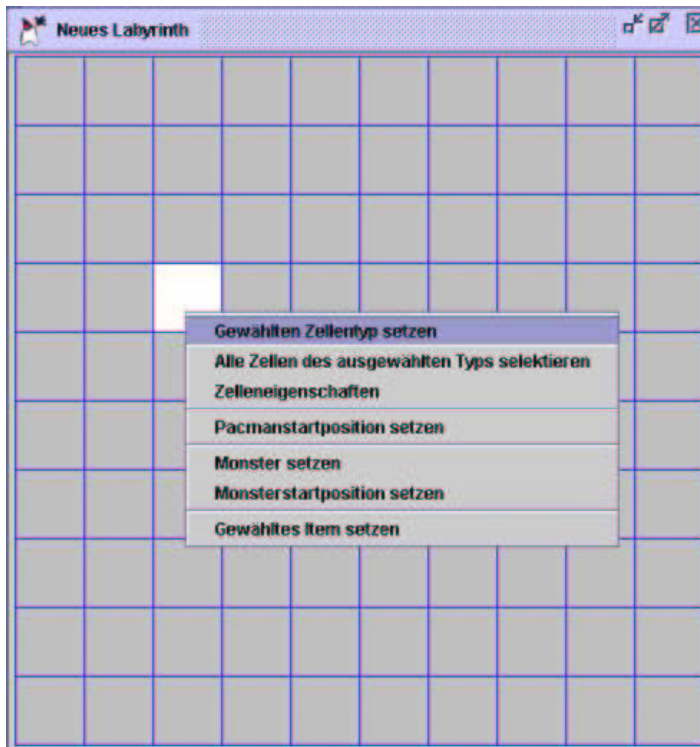 Neues Labyrinth
Gewählten Zellentyp setzen
Alle Zellen des ausgewählten Typs selektieren
Zelleneigenschaften
Pacmanstartposition setzen
Monster setzen
Monsterstartposition setzen
Gewähltes Item setzen